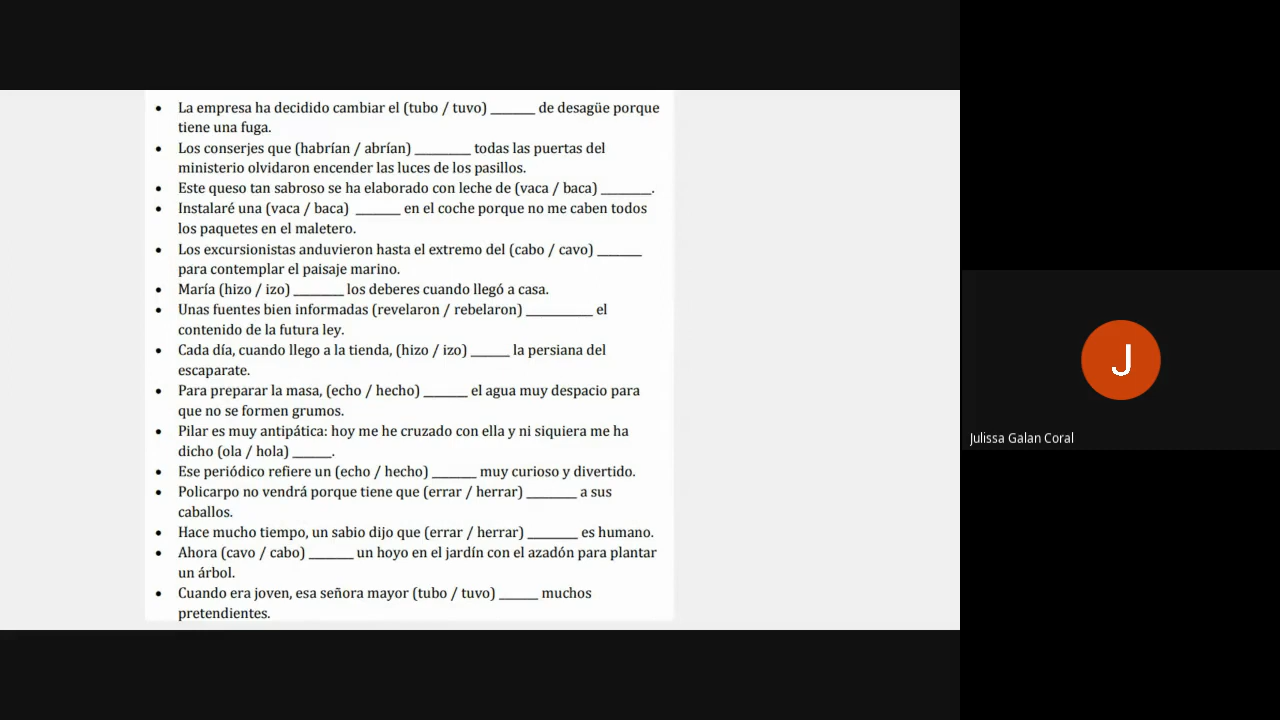 • La empresa ha decidido cambiar el (tubo / tuvo) _______ de desagüe porque
tiene una fuga.
• Los conserjes que (habrían / abrían) _________ todas las puertas del
ministerio olvidaron encender las luces de los pasillos.
• Este queso tan sabroso se ha elaborado con leche de (vaca / baca) ________.
• Instalaré una (vaca / baca) _______ en el coche porque no me caben todos
los paquetes en el maletero.
• Los excursionistas anduvieron hasta el extremo del (cabo / cavo) _______
para contemplar el paisaje marino.
• María (hizo / izo) ________ los deberes cuando llegó a casa.
• Unas fuentes bien informadas (revelaron / rebelaron) ___________ el
contenido de la futura ley.
• Cada día, cuando llego a la tienda, (hizo / izo) ______ la persiana del
escaparate.
• Para preparar la masa, (echo / hecho) _______ el agua muy despacio para
que no se formen grumos.
• Pilar es muy antipática: hoy me he cruzado con ella y ni siquiera me ha
dicho (ola / hola) ______.
• Ese periódico refiere un (echo / hecho) _______ muy curioso y divertido.
• Policarpo no vendrá porque tiene que (errar / herrar) ________ a sus
caballos.
• Hace mucho tiempo, un sabio dijo que (errar / herrar) ________ es humano.
• Ahora (cavo / cabo) _______ un hoyo en el jardín con el azadón para plantar
un árbol.
• Cuando era joven, esa señora mayor (tubo / tuvo) ______ muchos
pretendientes.
J
Julissa Galan Coral